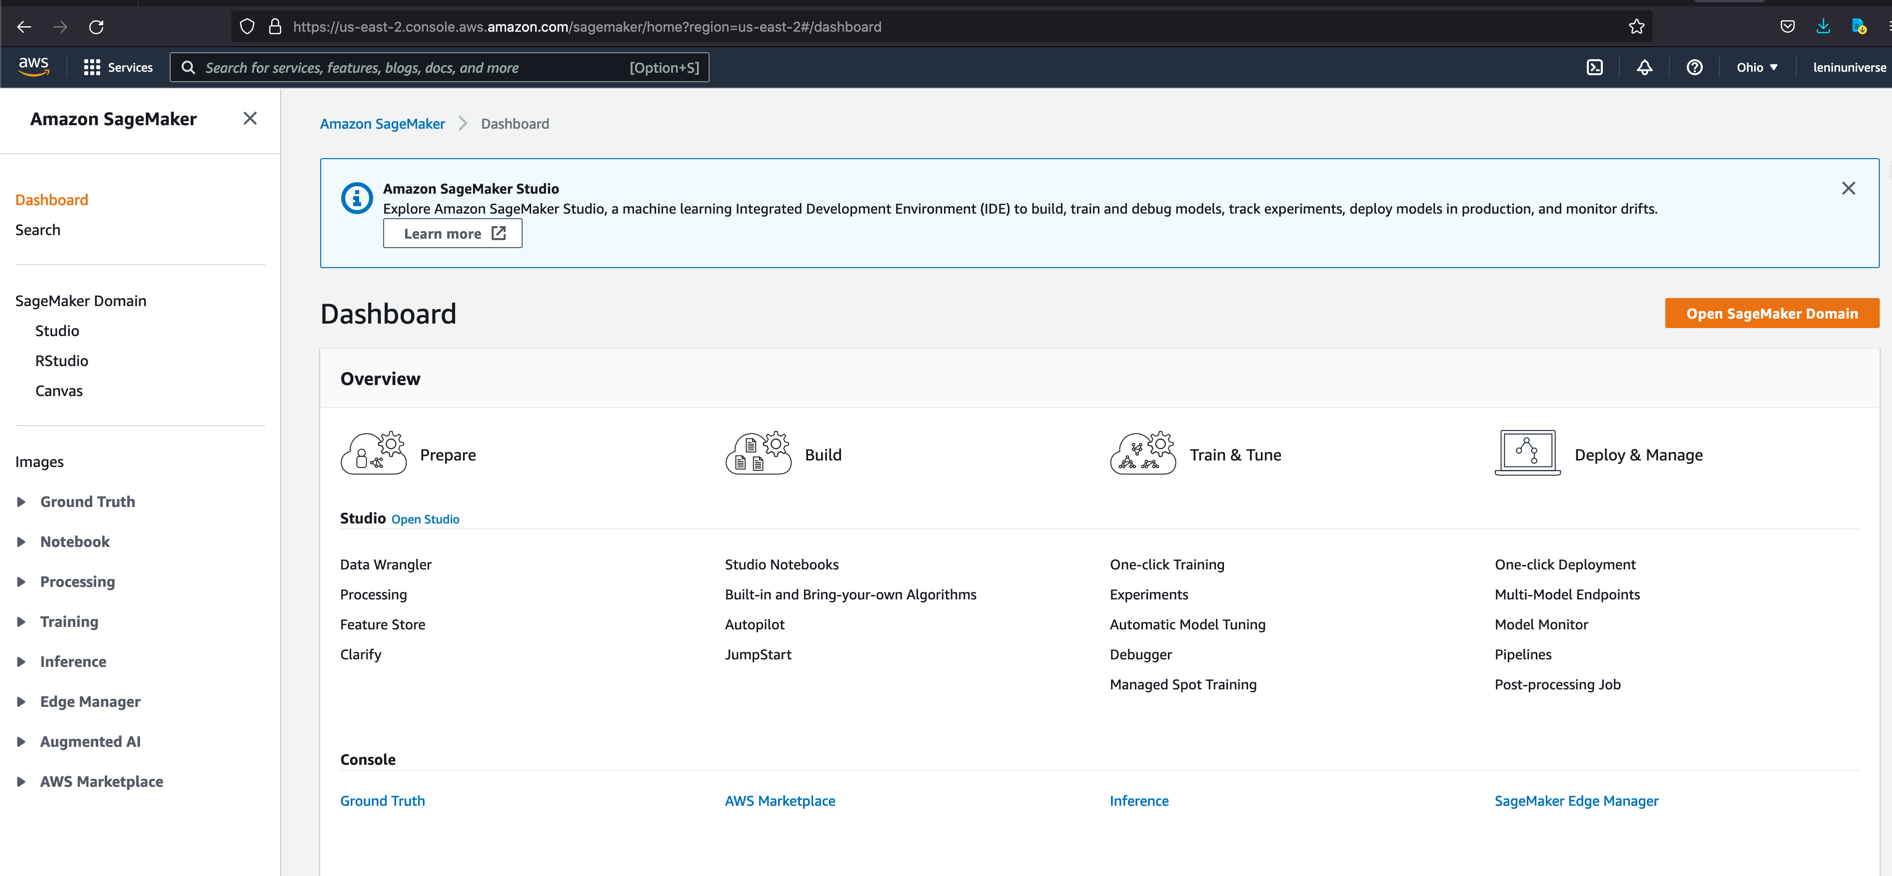 https://us-east-2.console.aws.amazon.com/sagemaker/home?region=us-east-2#/dashboard
aws
Services
Search for services, features, blogs, docs, and more
[Option+S]
Ohio
leninuniverse
Amazon SageMaker
Dashboard
Search
SageMaker Domain
Studio
RStudio
Canvas
Images
Ground Truth
Notebook
Processing
Training
Inference
Edge Manager
Augmented AI
AWS Marketplace
Amazon SageMaker
Dashboard
Amazon SageMaker Studio
Explore Amazon SageMaker Studio, a machine learning Integrated Development Environment (IDE) to build, train and debug models, track experiments, deploy models in production, and monitor drifts.
Learn more
Dashboard
Open SageMaker Domain
Overview
Prepare
Build
Train & Tune
Deploy & Manage
Studio Open Studio
Data Wrangler
Processing
Feature Store
Clarify
Studio Notebooks
Built-in and Bring-your-own Algorithms
Autopilot
JumpStart
One-click Training
Experiments
Automatic Model Tuning
Debugger
Managed Spot Training
One-click Deployment
Multi-Model Endpoints
Model Monitor
Pipelines
Post-processing Job
Console
Ground Truth
AWS Marketplace
Inference
SageMaker Edge Manager